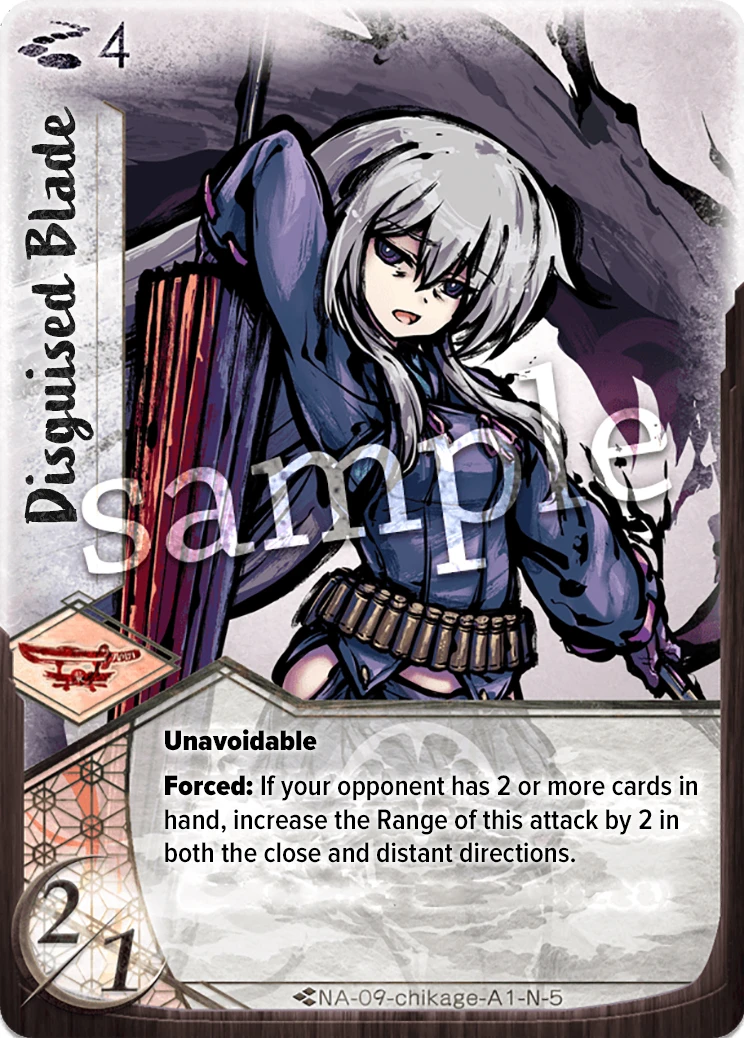 4
Disguised Blade
sample
Unavoidable
Forced: If your opponent has 2 or more cards in
hand, increase the Range of this attack by 2 in
both the close and distant directions.
2/1
NA-09-chikage-A1-N-5